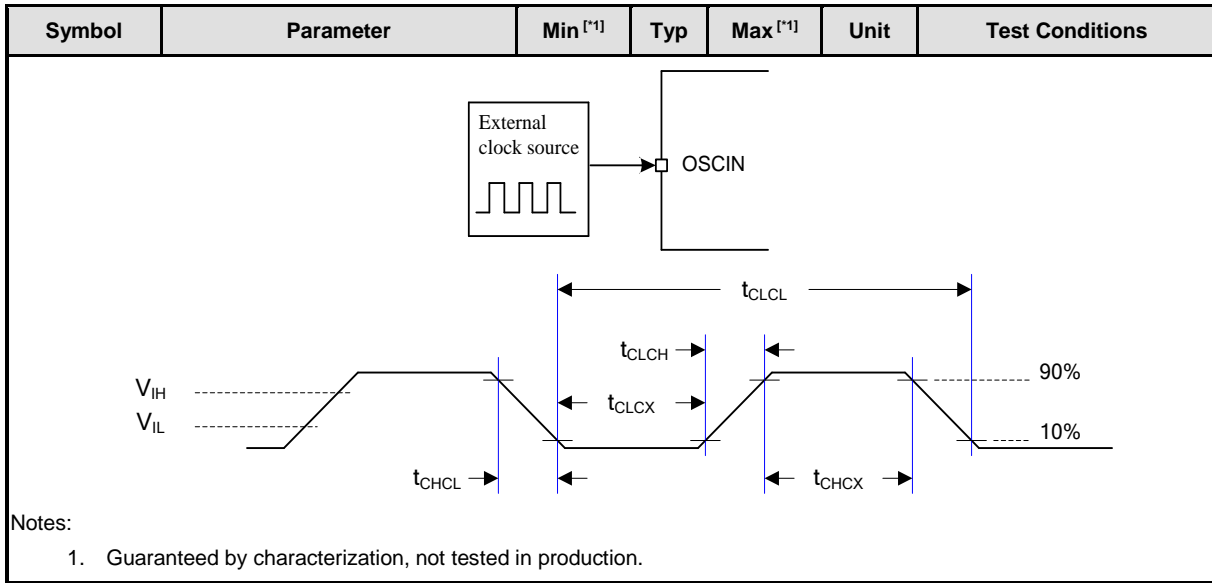 Symbol Parameter Min [*1] Typ Max [*1] Unit Test Conditions
External
clock source
OSCIN
tCLCL
tCLCH
90%
VIH
tCLCX
VIL
10%
tCHCL
tCHCX
Notes:
1. Guaranteed by characterization, not tested in production.